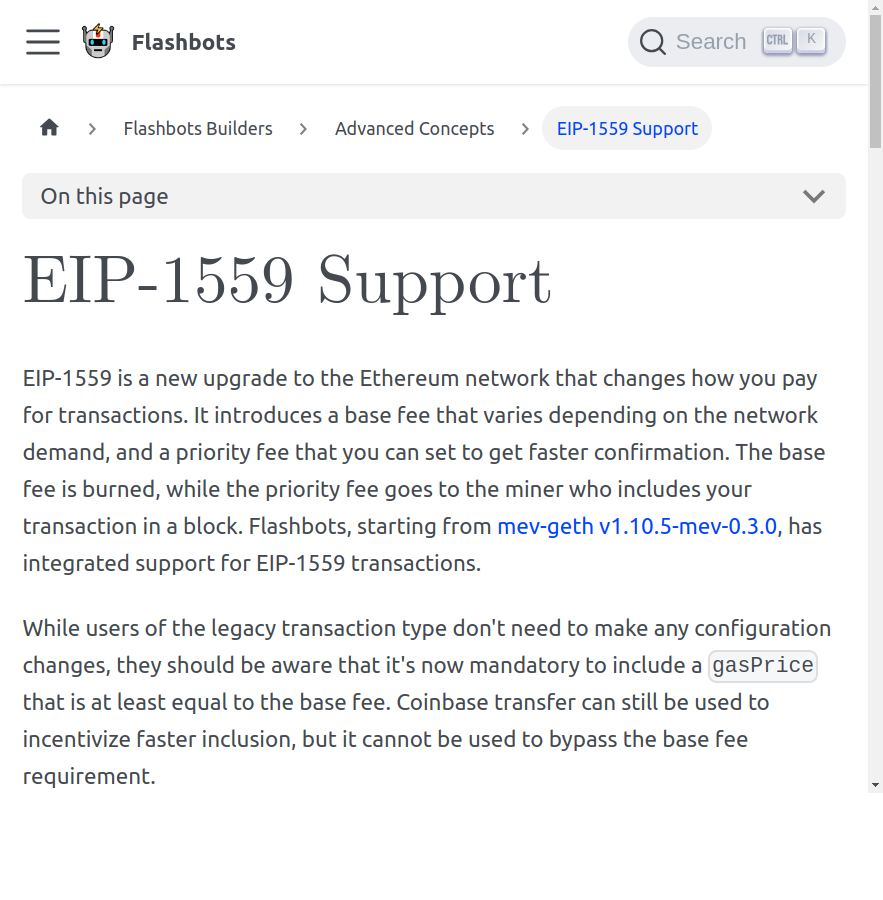 Flashbots
Search CTRL K
Flashbots Builders
Advanced Concepts
EIP-1559 Support
On this page
EIP-1559 Support
EIP-1559 is a new upgrade to the Ethereum network that changes how you pay
for transactions. It introduces a base fee that varies depending on the network
demand, and a priority fee that you can set to get faster confirmation. The base
fee is burned, while the priority fee goes to the miner who includes your
transaction in a block. Flashbots, starting from mev-geth v1.10.5-mev-0.3.0, has
integrated support for EIP-1559 transactions.
While users of the legacy transaction type don't need to make any configuration
changes, they should be aware that it's now mandatory to include a gasPrice
that is at least equal to the base fee. Coinbase transfer can still be used to
incentivize faster inclusion, but it cannot be used to bypass the base fee
requirement.